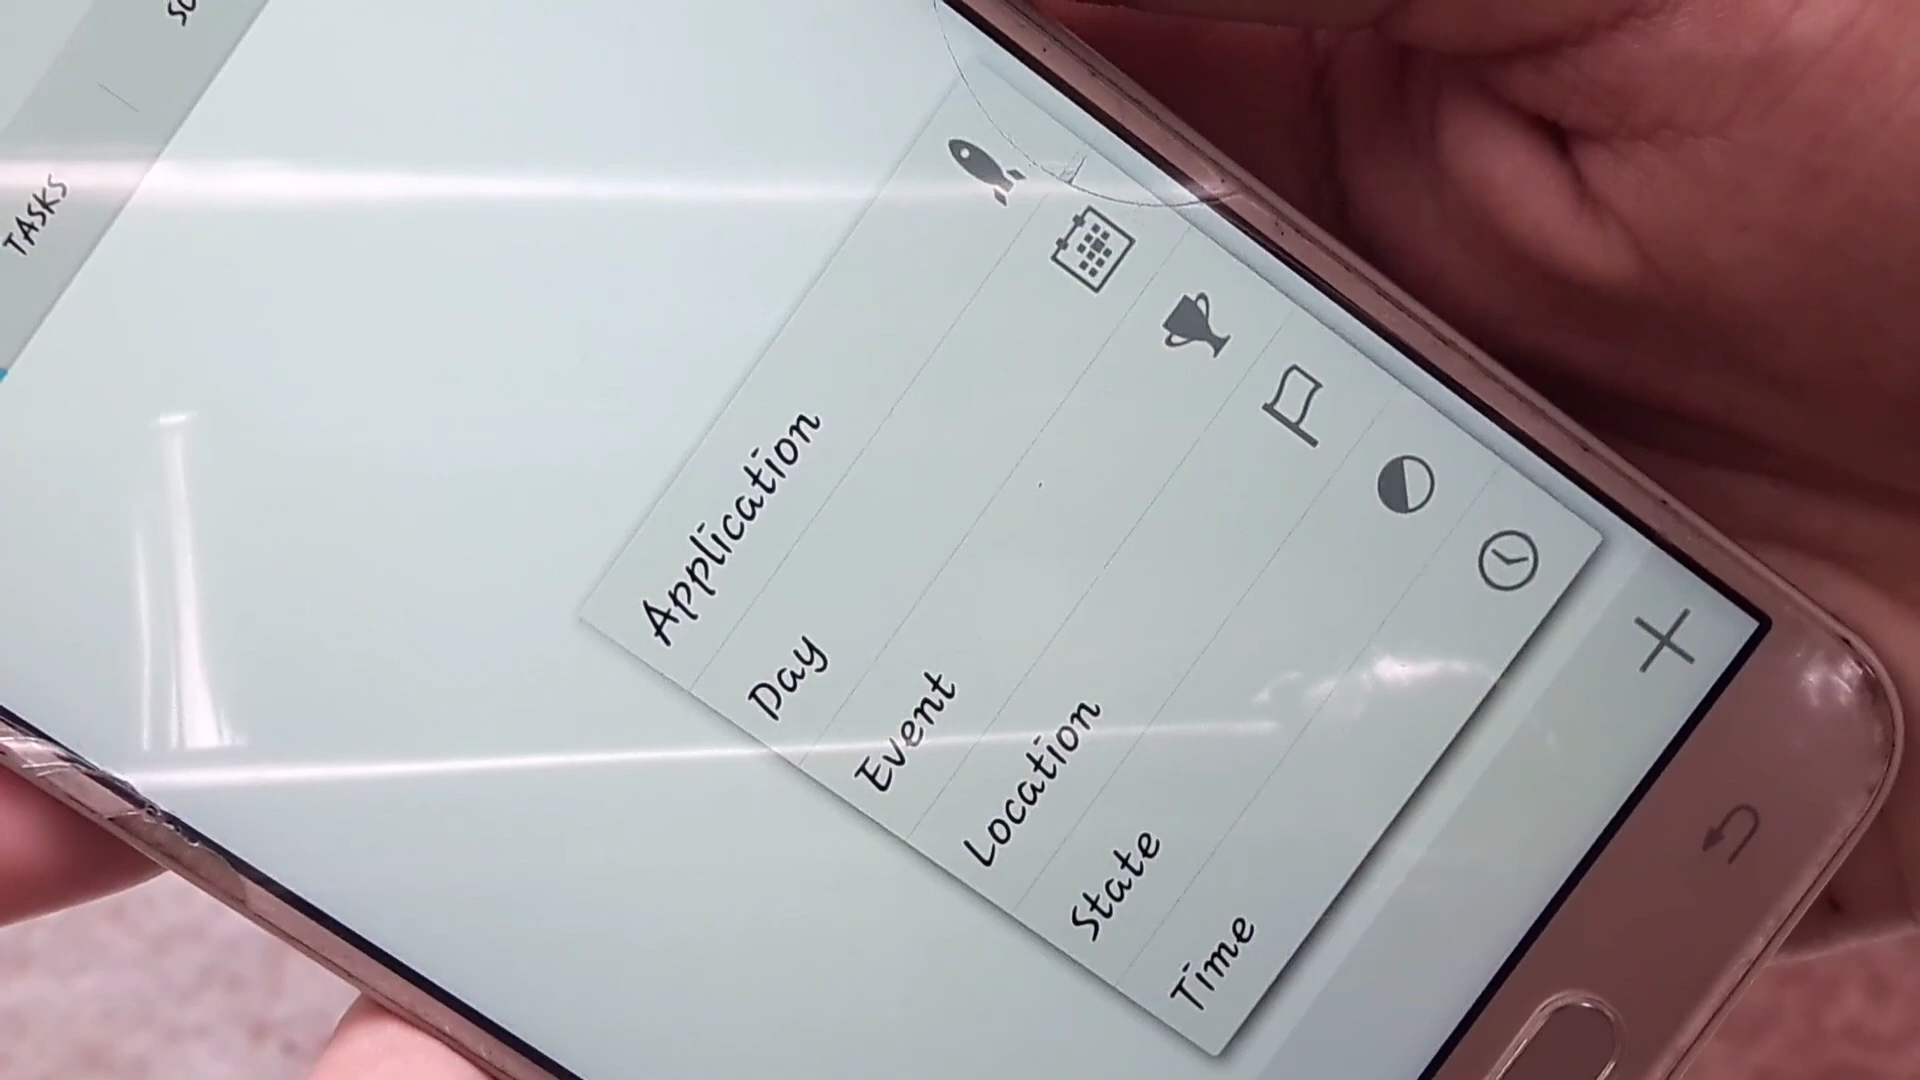 TASKS
Application
Day
Event
Location
State
Time